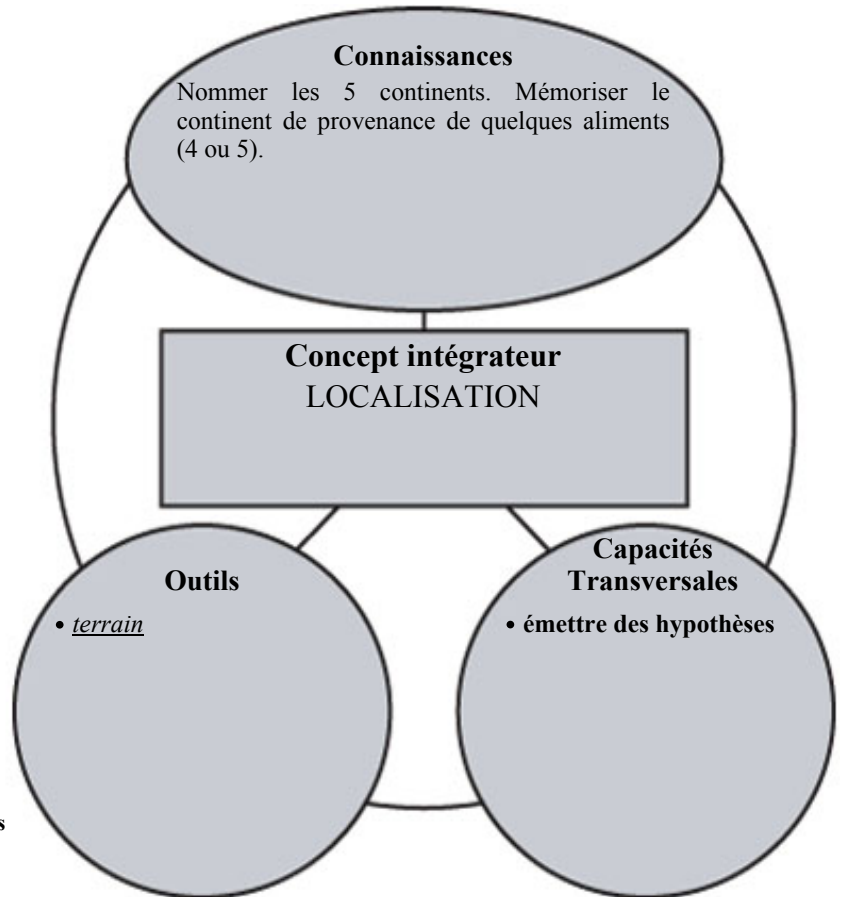 Connaissances
Nommer les 5 continents. Mémoriser le
continent de provenance de quelques aliments
(4 ou 5).
Concept intégrateur
LOCALISATION
Outils
• terrain
Capacités
Transversales
• émettre des hypothèses
s